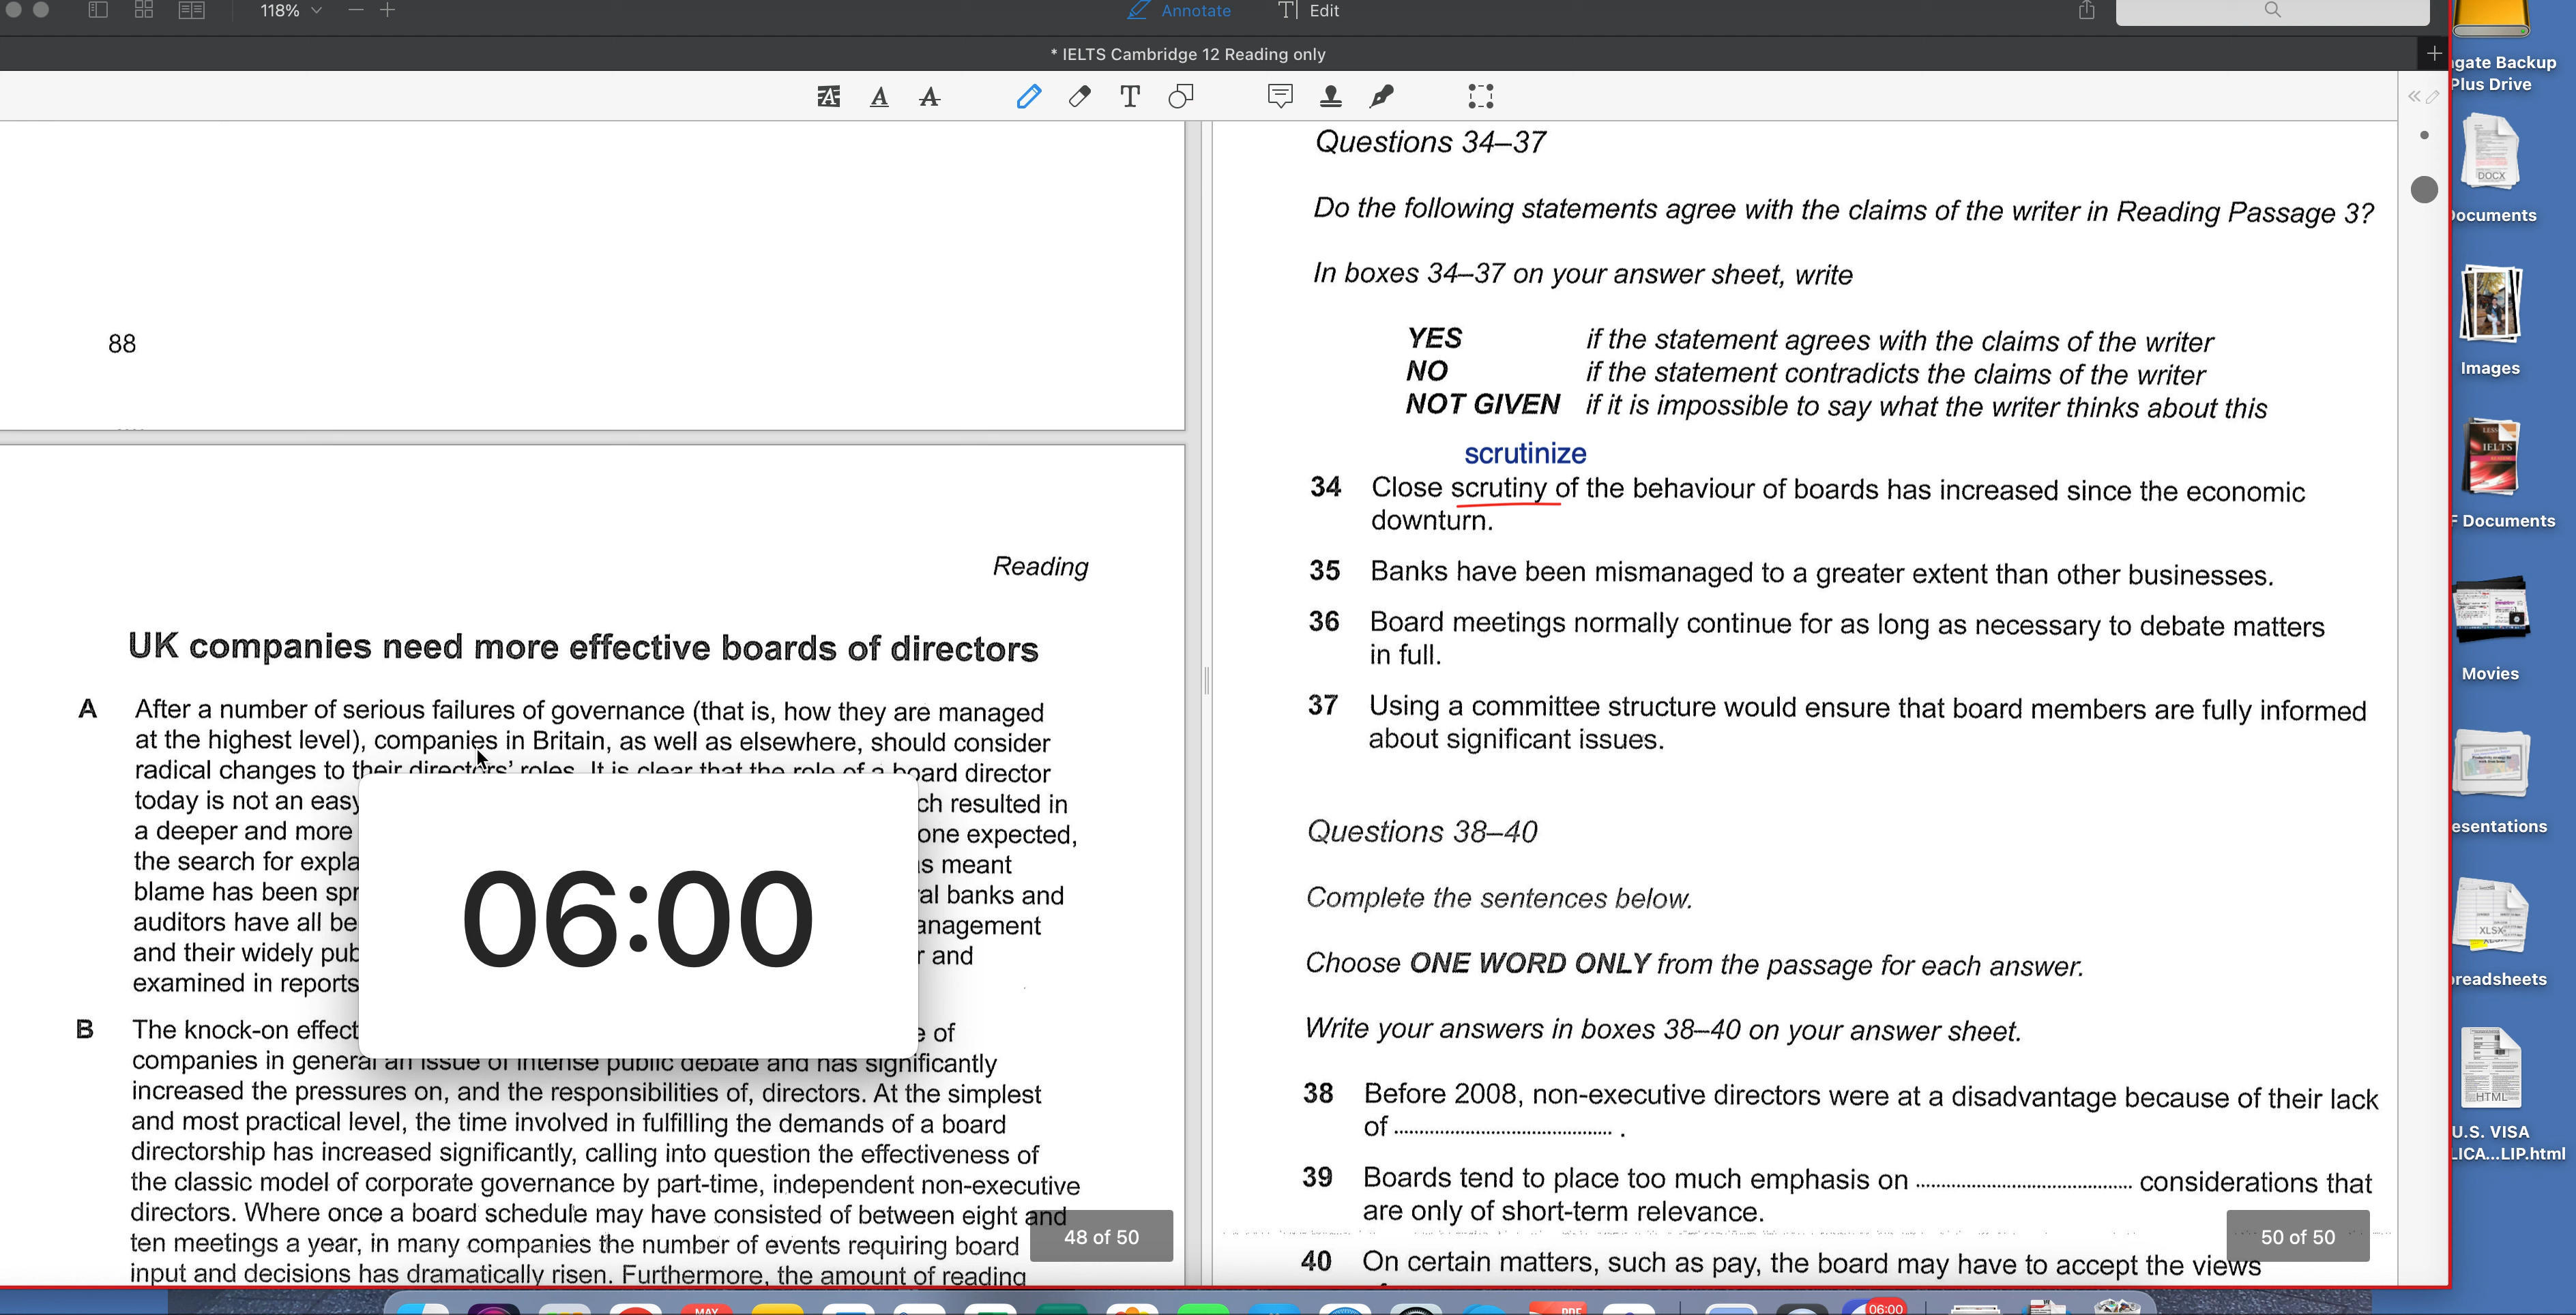 118%
Annotate
Edit
* IELTS Cambridge 12 Reading only
88
Reading
UK companies need more effective boards of directors
A After a number of serious failures of governance (that is, how they are managed
at the highest level), companies in Britain, as well as elsewhere, should consider
radical changes to their directors' roles. It is clear that the role of a board director
today is not an easy ch resulted in
a deeper and more one expected,
the search for expla s meant
blame has been spr al banks and
auditors have all be anagement
and their widely pub r and
examined in reports
06:00
B The knock-on effect e of
companies in general an issue of intense public debate and has significantly
increased the pressures on, and the responsibilities of, directors. At the simplest
and most practical level, the time involved in fulfilling the demands of a board
directorship has increased significantly, calling into question the effectiveness of
the classic model of corporate governance by part-time, independent non-executive
directors. Where once a board schedule may have consisted of between eight and
ten meetings a year, in many companies the number of events requiring board
input and decisions has dramatically risen. Furthermore, the amount of reading
48 of 50
Questions 34–37
Do the following statements agree with the claims of the writer in Reading Passage 3?
In boxes 34–37 on your answer sheet, write
YES if the statement agrees with the claims of the writer
NO if the statement contradicts the claims of the writer
NOT GIVEN if it is impossible to say what the writer thinks about this
scrutinize
34 Close scrutiny of the behaviour of boards has increased since the economic
downturn.
35 Banks have been mismanaged to a greater extent than other businesses.
36 Board meetings normally continue for as long as necessary to debate matters
in full.
37 Using a committee structure would ensure that board members are fully informed
about significant issues.
Questions 38–40
Complete the sentences below.
Choose ONE WORD ONLY from the passage for each answer.
Write your answers in boxes 38–40 on your answer sheet.
38 Before 2008, non-executive directors were at a disadvantage because of their lack
of ...................................... .
39 Boards tend to place too much emphasis on ...................................... considerations that
are only of short-term relevance.
40 On certain matters, such as pay, the board may have to accept the views
50 of 50
gate Backup
Plus Drive
DOCX
ocuments
Images
IELTS
F Documents
Movies
esentations
XLSX
preadsheets
HTML
U.S. VISA
LICA...LIP.html
MAY
PDF
06:00